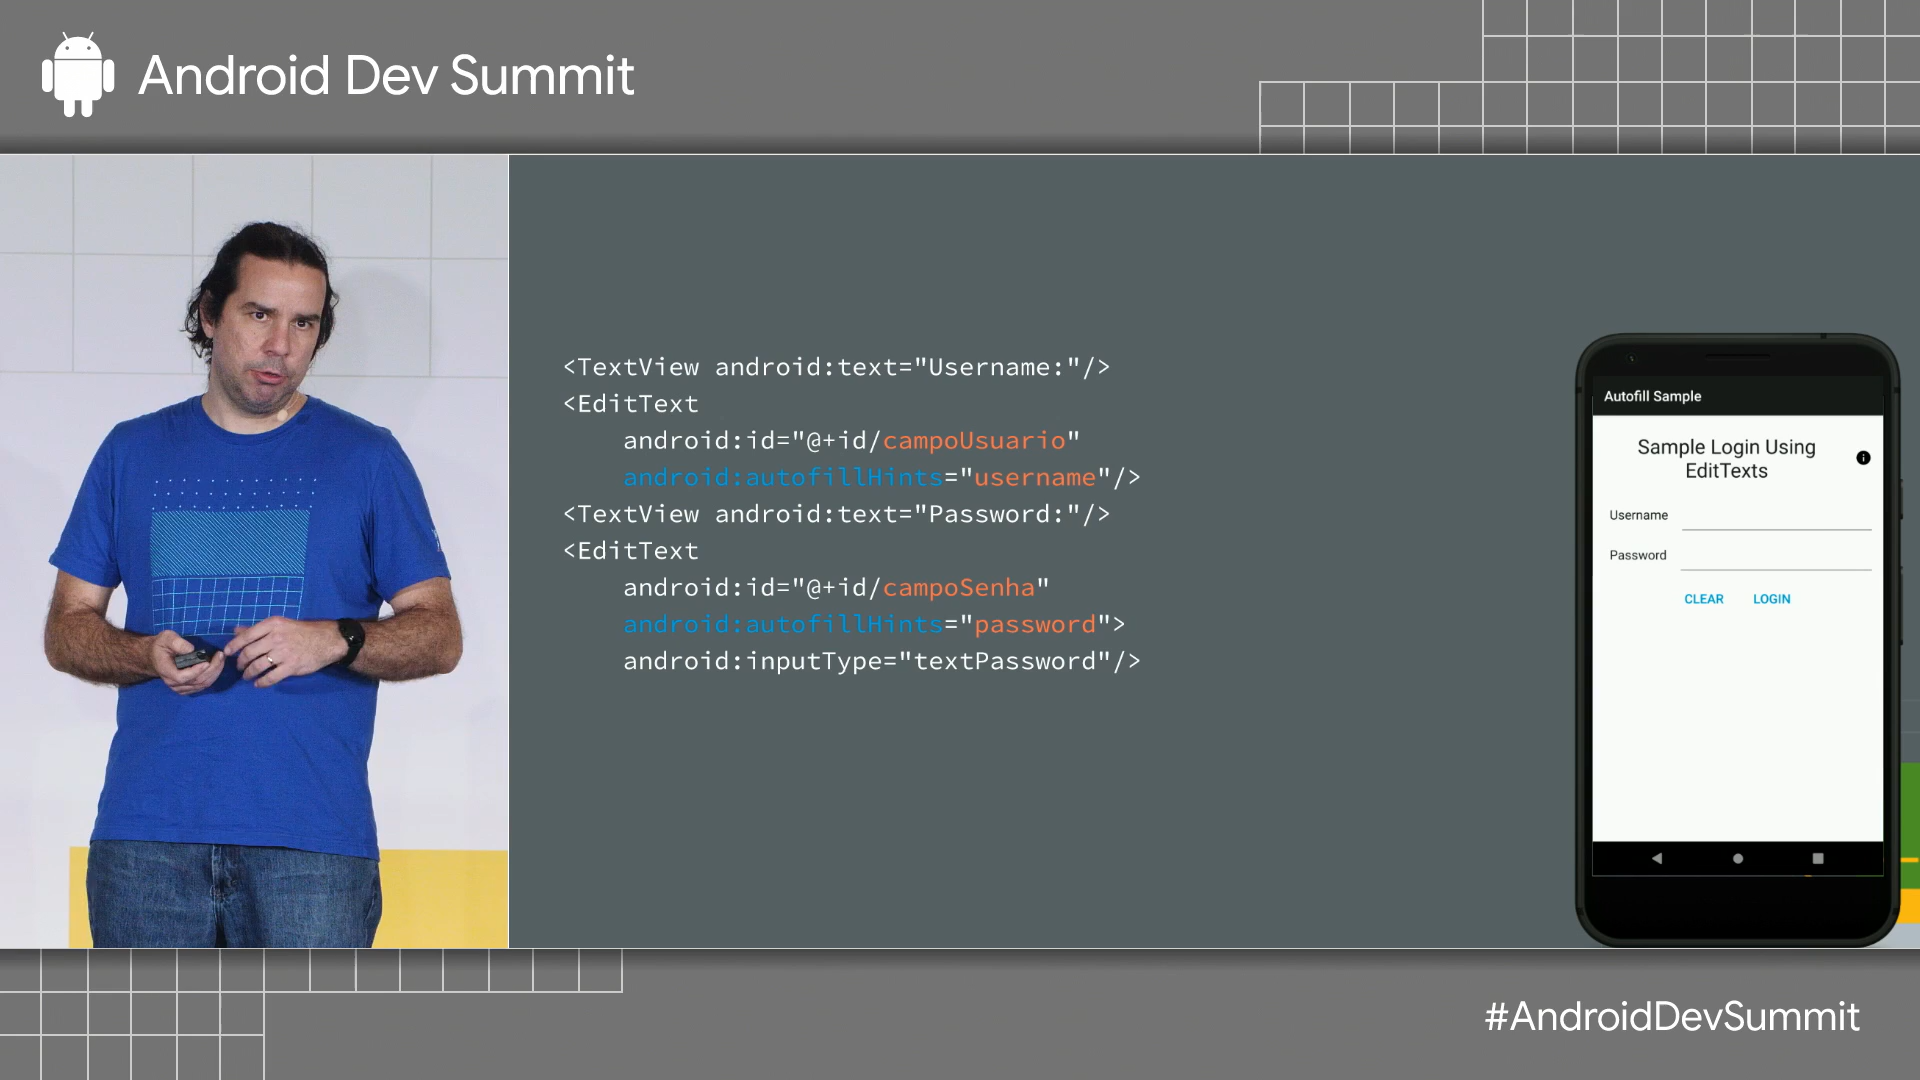 Android Dev Summit
<TextView android:text="Username:"/>
<EditText
android:id="@+id/campoUsuario"
android:autofillHints="username"/>
<TextView android:text="Password:"/>
<EditText
android:id="@+id/campoSenha"
android:autofillHints="password">
android:inputType="textPassword"/>
Autofill Sample
Sample Login Using
EditTexts
Username
Password
CLEAR LOGIN
#AndroidDevSummit